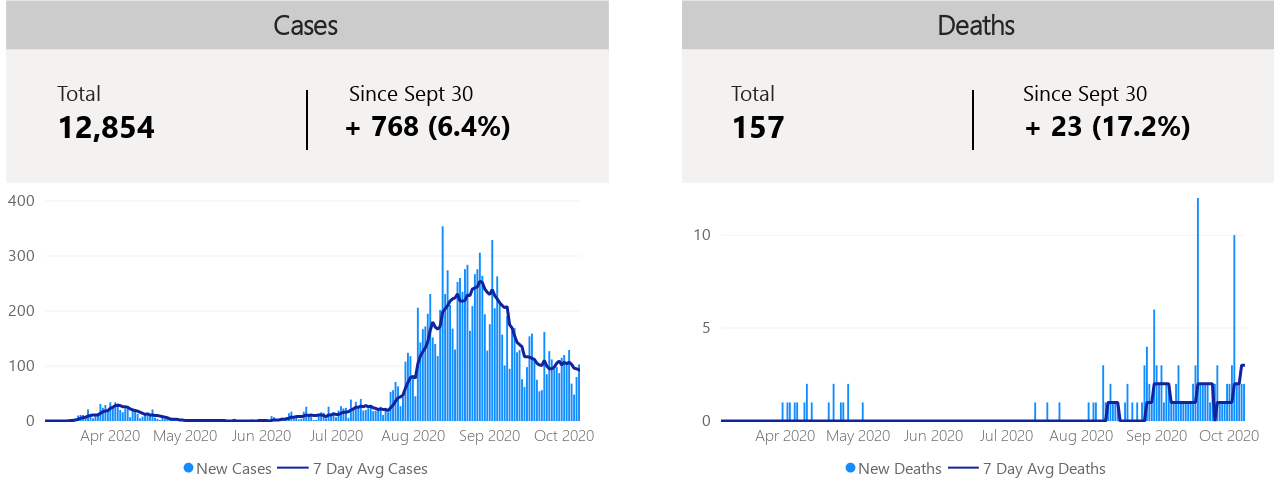 Cases
Total
12,854
Since Sept 30
+ 768 (6.4%)
400
300
200
100
0
Apr 2020 May 2020 Jun 2020 Jul 2020 Aug 2020 Sep 2020 Oct 2020
New Cases 7 Day Avg Cases
Deaths
Total
157
Since Sept 30
+ 23 (17.2%)
10
5
0
Apr 2020 May 2020 Jun 2020 Jul 2020 Aug 2020 Sep 2020 Oct 2020
New Deaths 7 Day Avg Deaths